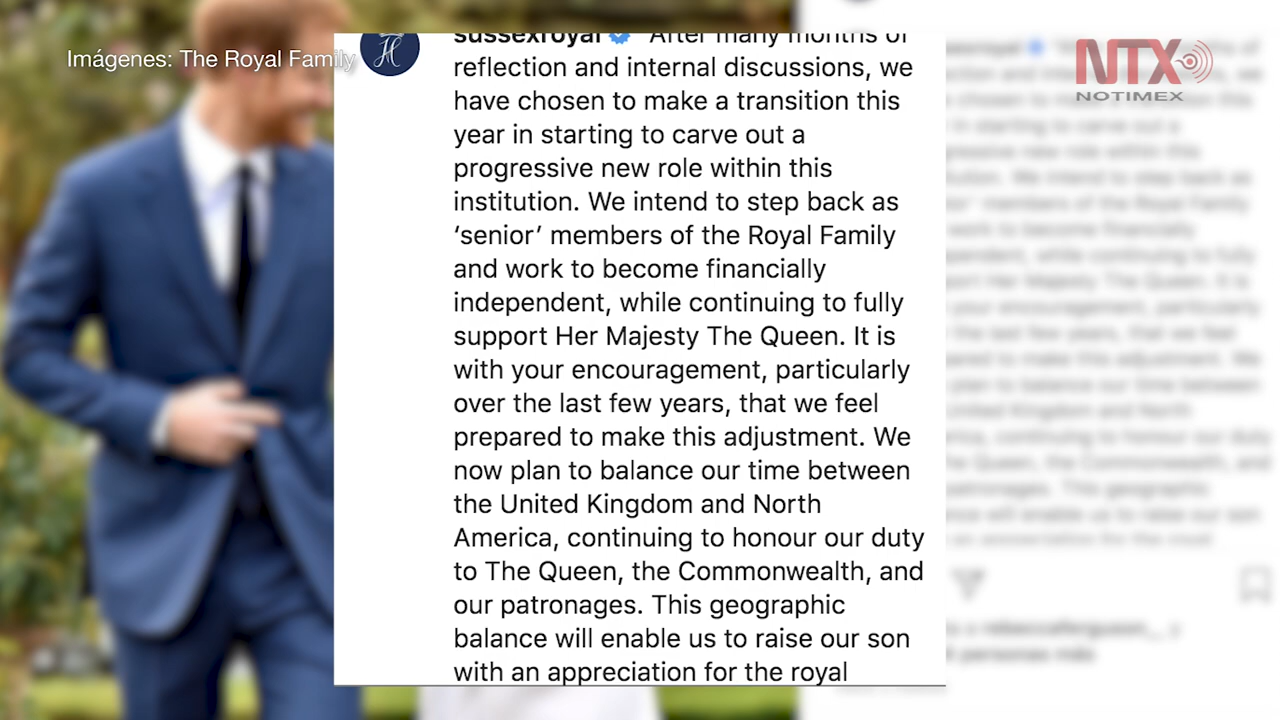 Imágenes: The Royal Family
NTX
NOTIMEX
sussexroyal "After many months of
reflection and internal discussions, we
have chosen to make a transition this
year in starting to carve out a
progressive new role within this
institution. We intend to step back as
‘senior’ members of the Royal Family
and work to become financially
independent, while continuing to fully
support Her Majesty The Queen. It is
with your encouragement, particularly
over the last few years, that we feel
prepared to make this adjustment. We
now plan to balance our time between
the United Kingdom and North
America, continuing to honour our duty
to The Queen, the Commonwealth, and
our patronages. This geographic
balance will enable us to raise our son
with an appreciation for the royal